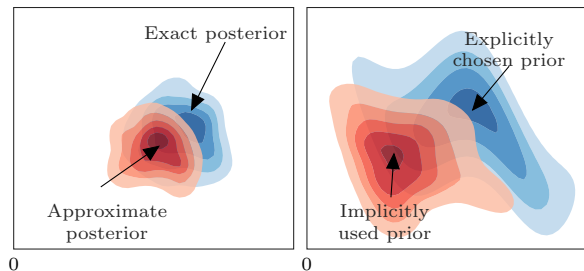 Exact posterior
Approximate
posterior
0
Explicitly
chosen prior
Implicitly
used prior
0